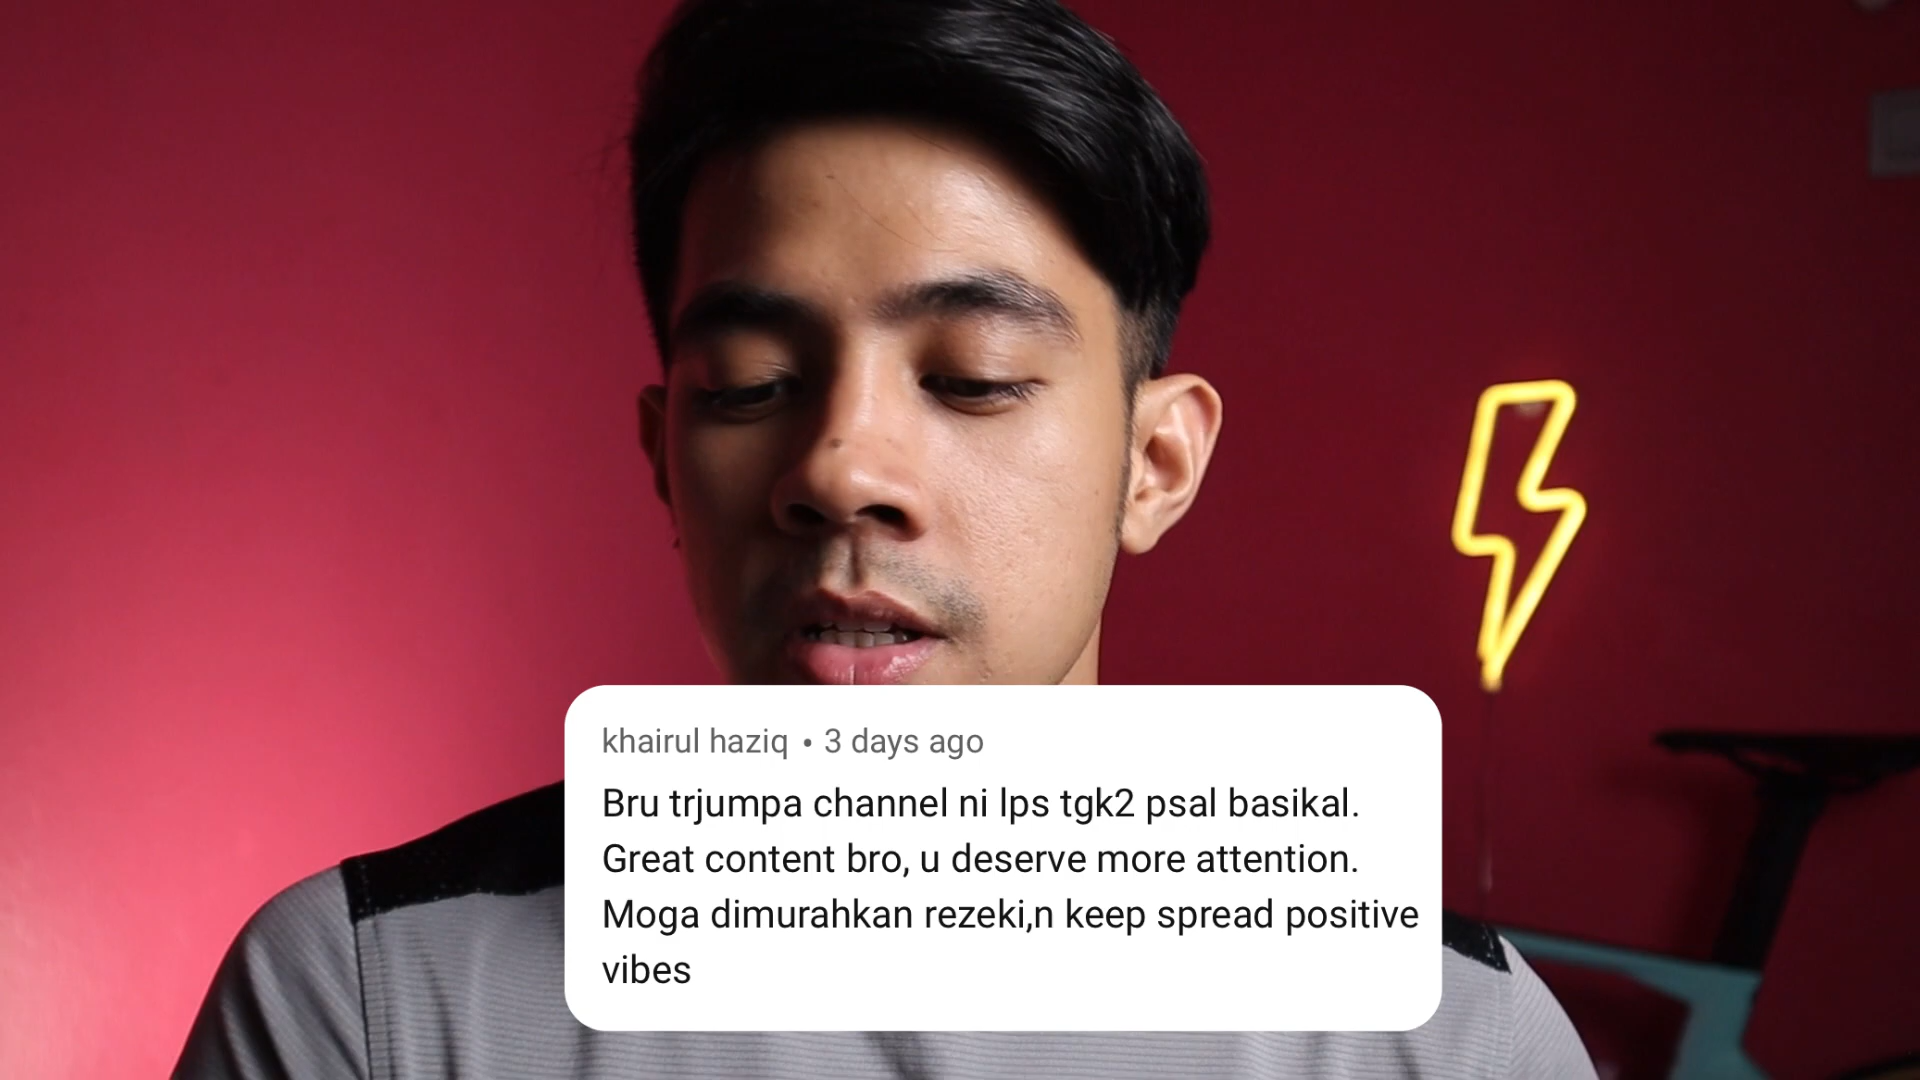 khairul haziq • 3 days ago
Bru trjumpa channel ni lps tgk2 psal basikal.
Great content bro, u deserve more attention.
Moga dimurahkan rezeki,n keep spread positive
vibes